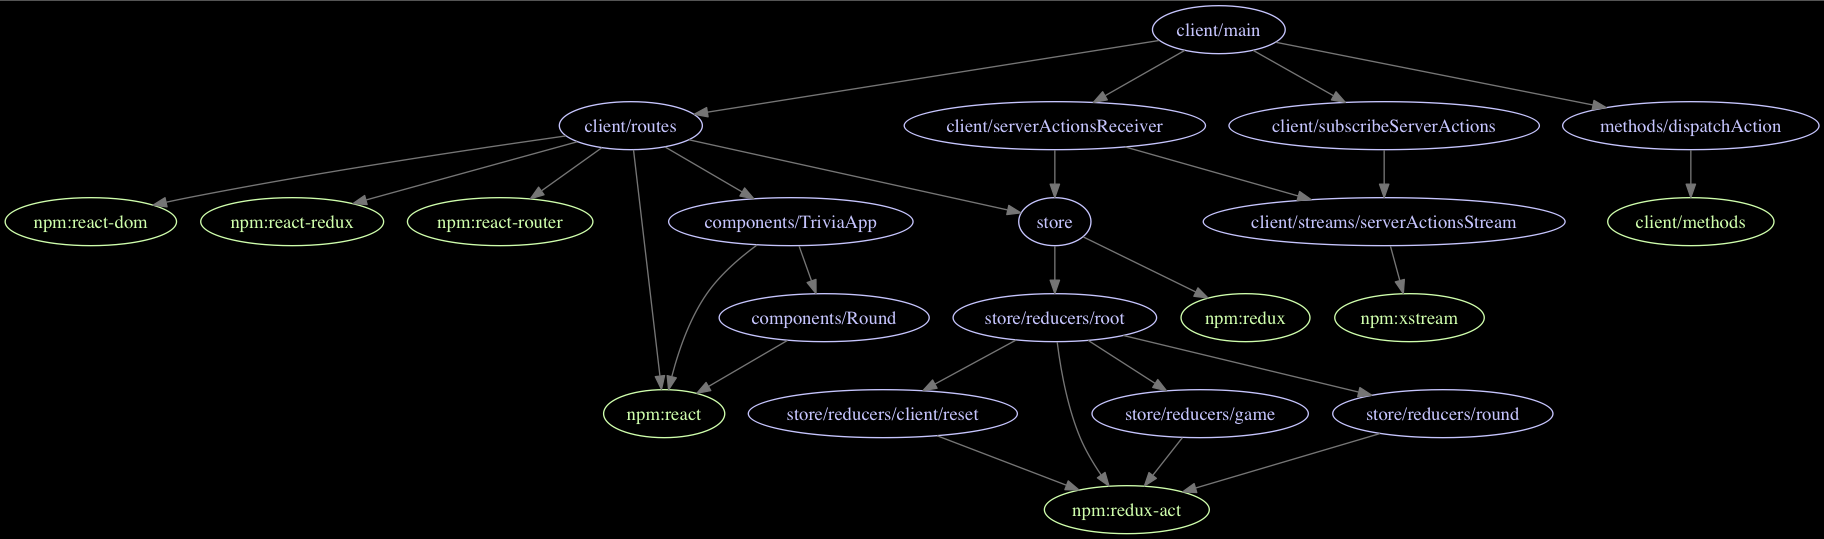 client/main
client/routes
client/serverActionsReceiver
client/subscribeServerActions
methods/dispatchAction
npm:react-dom
npm:react-redux
npm:react-router
components/TriviaApp
store
client/streams/serverActionsStream
client/methods
components/Round
store/reducers/root
npm:redux
npm:xstream
npm:react
store/reducers/client/reset
store/reducers/game
store/reducers/round
npm:redux-act